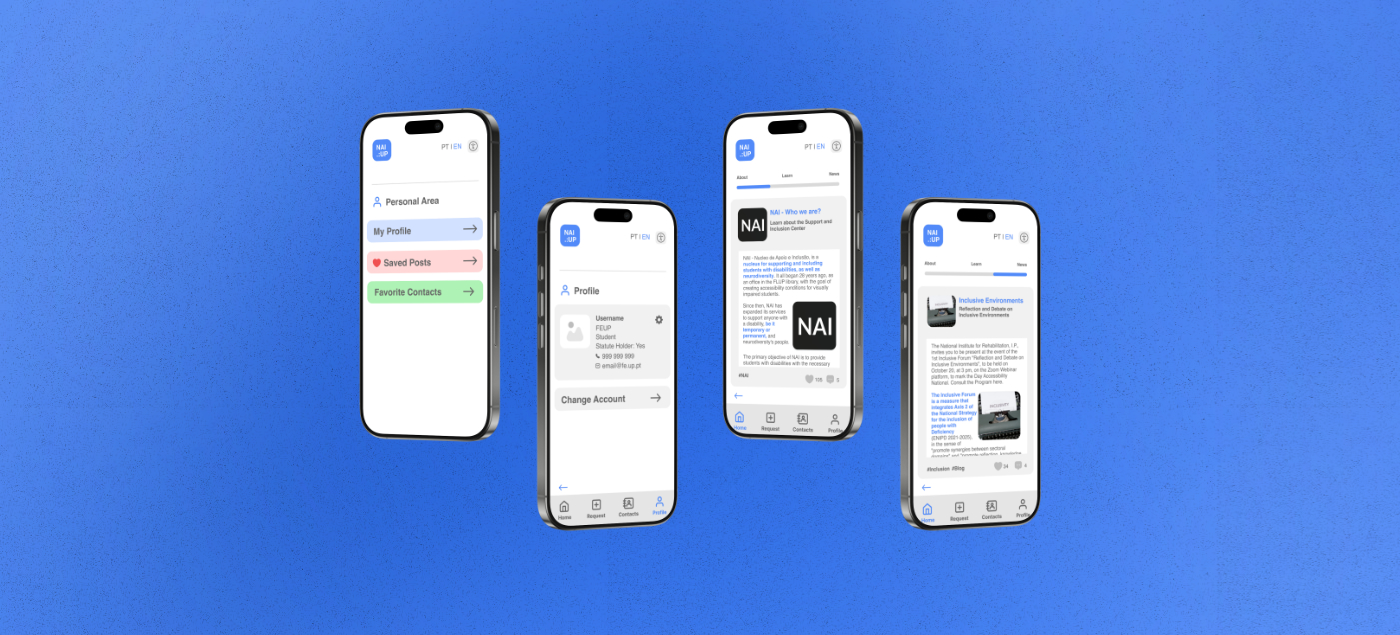 NAI
.:UP
PT | EN
Personal Area
My Profile
Saved Posts
Favorite Contacts
NAI
.:UP
PT | EN
Profile
Username
FEUP
Student
Statute Holder: Yes
999 999 999
email@fe.up.pt
Change Account
Home
Request
Contacts
Profile
NAI
.:UP
PT | EN
About
Learn
News
NAI
NAI - Who we are?
Learn about the Support and
Inclusion Center
NAI - Nucleo de Apoio à Inclusão, is a
nucleus for supporting and including
students with disabilities, as well as
neurodiversity. It all began 28 years ago, as
an office in the FLUP library, with the goal of
creating accessibility conditions for visually
impaired students.
Since then, NAI has
expanded its services
to support anyone with
a disability, be it
temporary or
permanent, and
neurodiversity's people.
NAI
The primary objective of NAI is to provide
students with disabilities with the necessary
#NAI
Home
Request
Contacts
Profile
NAI
.:UP
PT | EN
About
Learn
News
Inclusive Environments
Reflection and Debate on
Inclusive Environments
The National Institute for Rehabilitation, I.P.,
invites you to be present at the event of the
1st Inclusive Forum "Reflection and Debate on
Inclusive Environments", to be held on
October 20, at 3 pm, on the Zoom Webinar
platform, to mark the Day Accessibility
National. Consult the Program here.
The Inclusive Forum
is a measure that
integrates Axis 2 of
the National Strategy
for the inclusion of
people with
Deficiency
(ENIPD 2021-2025),
in the sense of
"promote synergies between sectoral
#Inclusion #Blog
24
4
Home
Request
Contacts
Profile